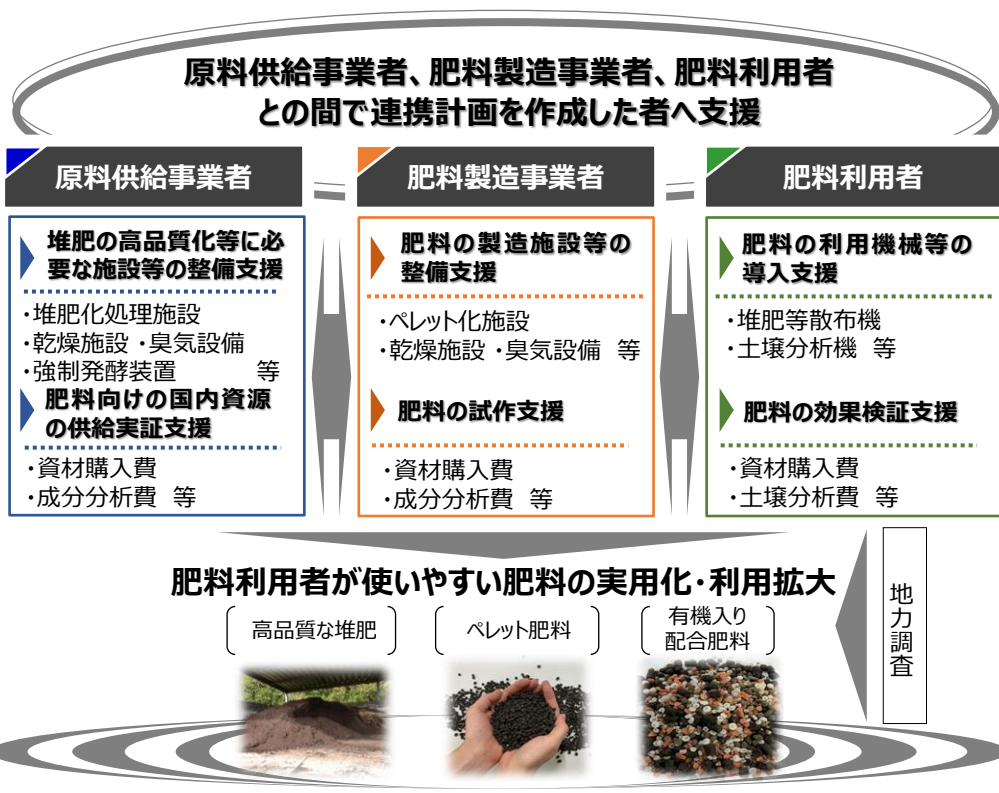 原料供給事業者、肥料製造事業者、肥料利用者
との間で連携計画を作成した者へ支援
原料供給事業者
堆肥の高品質化等に必
要な施設等の整備支援
・堆肥化処理施設
・乾燥施設・臭気設備
・強制発酵装置 等
肥料向けの国内資源
の供給実証支援
・資材購入費
・成分分析費 等
肥料製造事業者
肥料の製造施設等の
整備支援
・ペレット化施設
・乾燥施設・臭気設備 等
肥料の試作支援
・資材購入費
・成分分析費 等
肥料利用者
肥料の利用機械等の
導入支援
・堆肥等散布機
・土壌分析機 等
肥料の効果検証支援
・資材購入費
・土壌分析費 等
肥料利用者が使いやすい肥料の実用化・利用拡大
高品質な堆肥
ペレット肥料
有機入り
配合肥料
地力調査